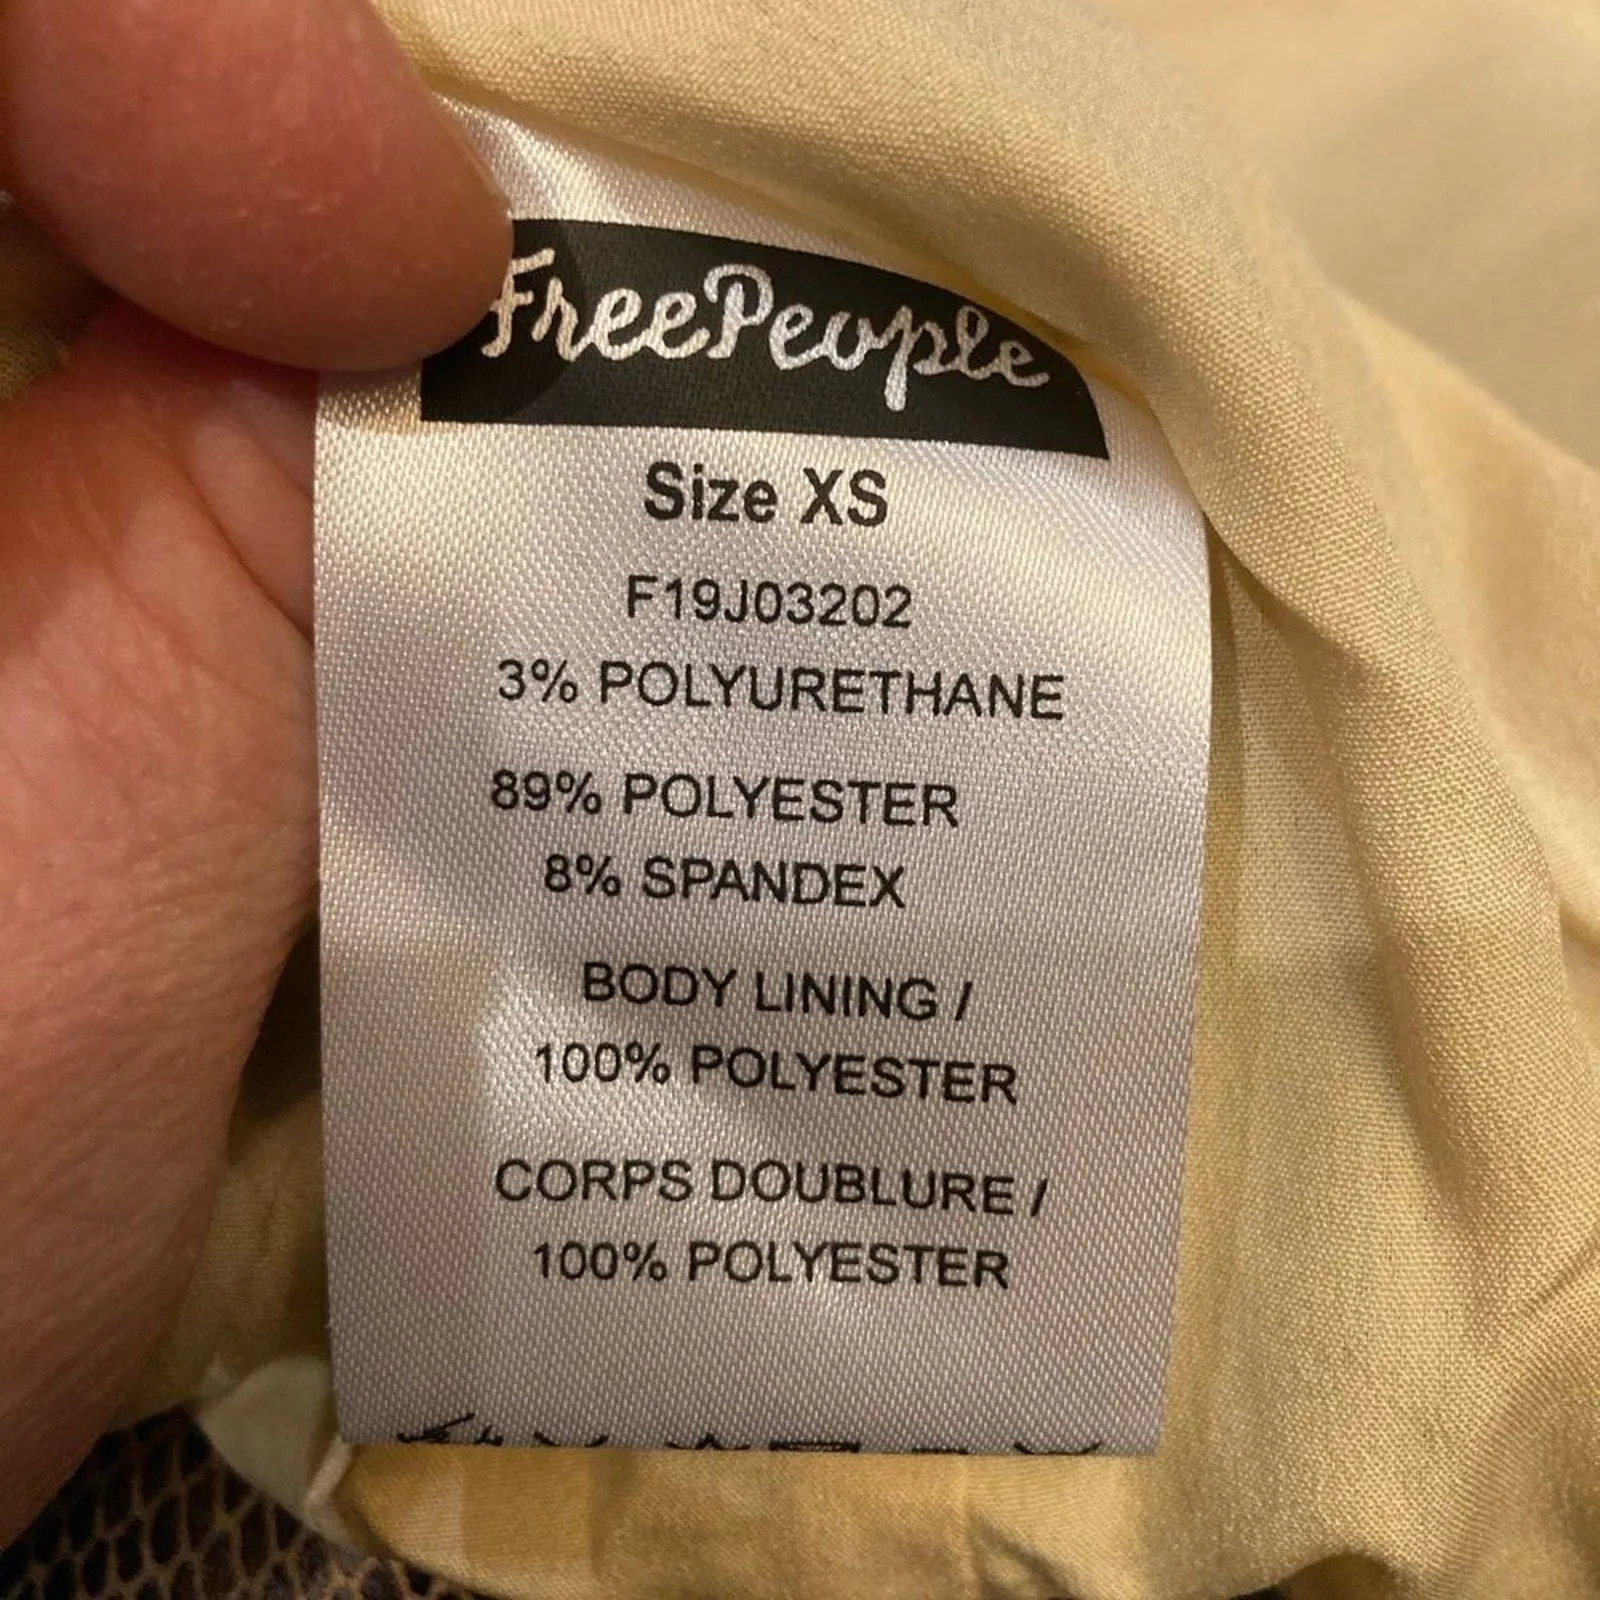 FreePeople
Size XS
F19J03202
3% POLYURETHANE
89% POLYESTER
8% SPANDEX
BODY LINING /
100% POLYESTER
CORPS DOUBLURE /
100% POLYESTER